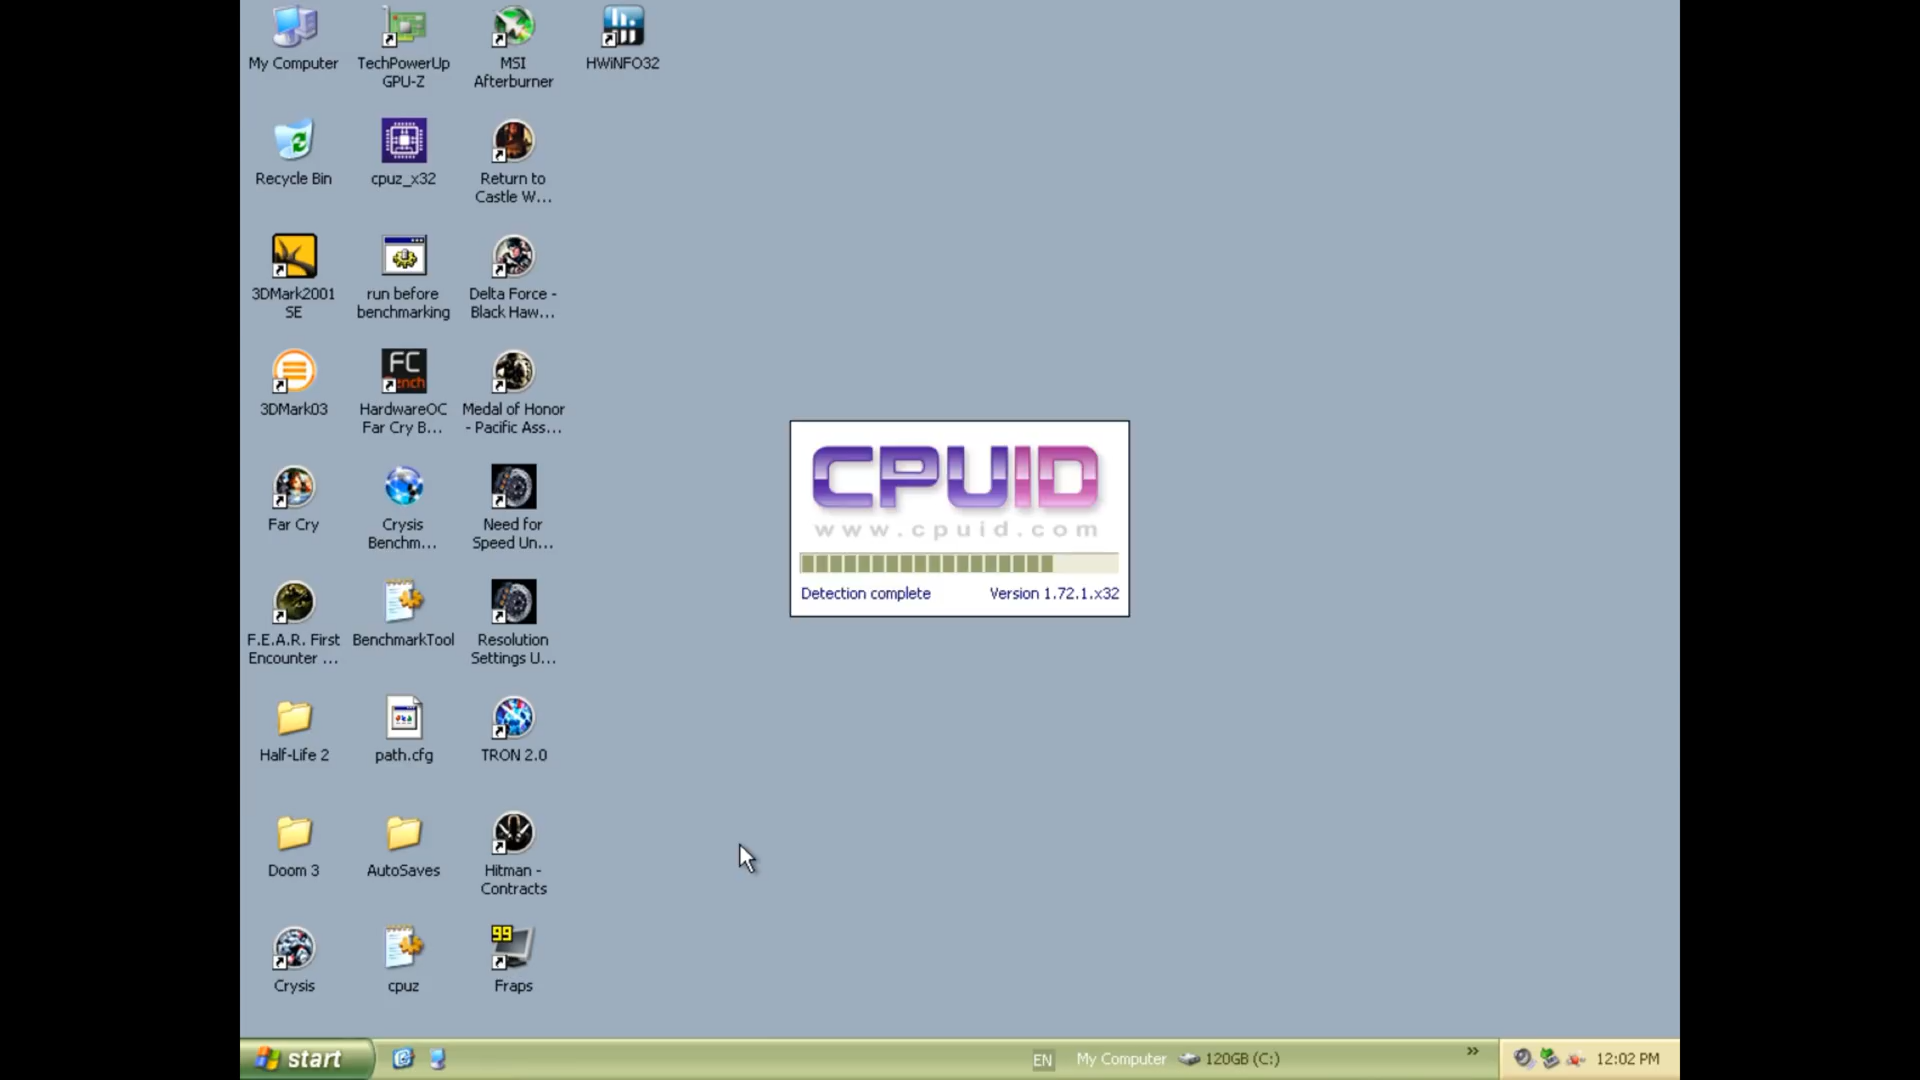 My Computer
TechPowerUp
GPU-Z
MSI
Afterburner
HWiNFO32
Recycle Bin
cpuz_x32
Return to
Castle W...
3DMark2001
SE
run before
benchmarking
Delta Force -
Black Haw...
3DMark03
FC
ench
HardwareOC
Far Cry B...
Medal of Honor
- Pacific Ass...
Far Cry
Crysis
Benchm...
Need for
Speed Un...
F.E.A.R. First
Encounter ...
BenchmarkTool
Resolution
Settings U...
Half-Life 2
path.cfg
TRON 2.0
Doom 3
AutoSaves
Hitman -
Contracts
Crysis
cpuz
99
Fraps
CPUID
www.cpuid.com
Detection complete
Version 1.72.1.x32
start
EN
My Computer
120GB (C:)
»
12:02 PM